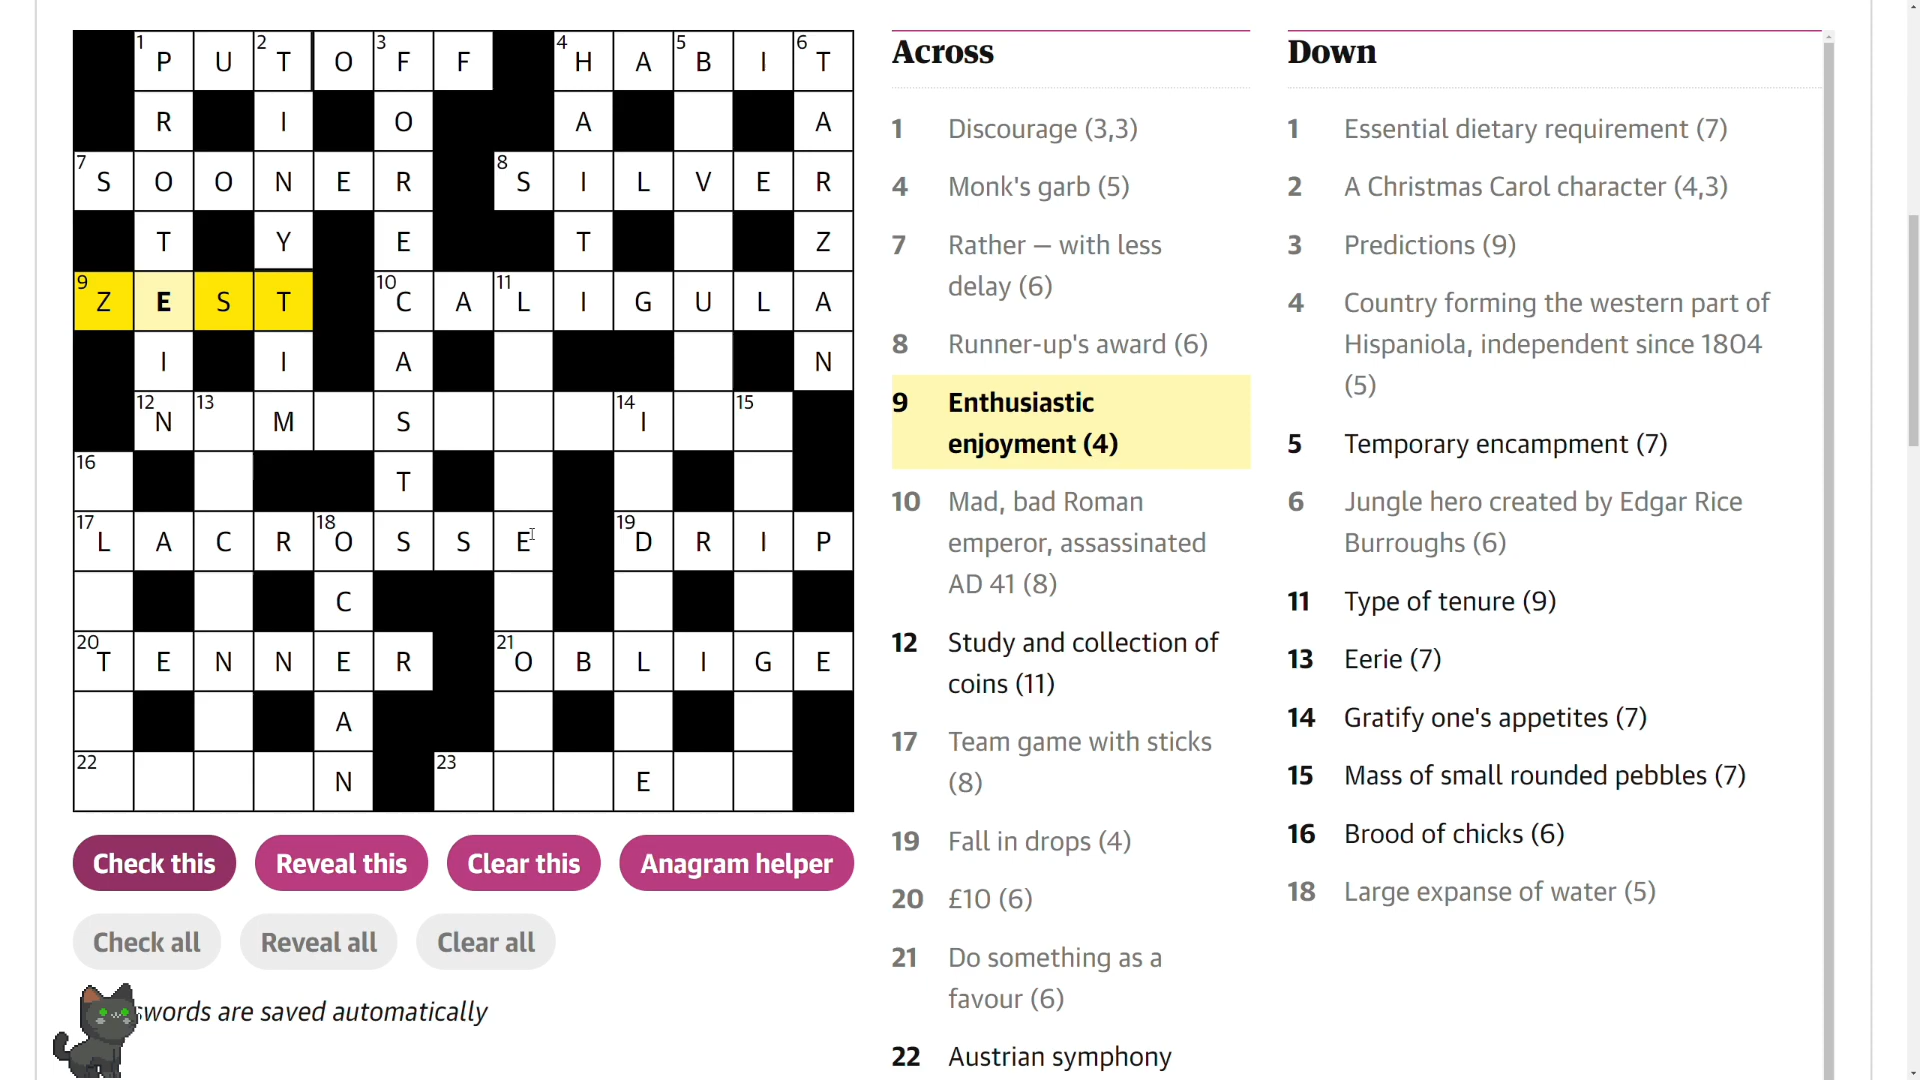 1 P U 2 T O 3 F F 4 H A 5 B I 6 T
R I O A A
7 S O O N E R 8 S I L V E R
T Y E T Z
9 Z E S T 10 C A 11 L I G U L A
I I A N
12 N 13 M S 14 I 15
16 T
17 L A C R 18 O S S E 19 D R I P
C
20 T E N N E R 21 O B L I G E
A
22 N 23 E
Check this
Reveal this
Clear this
Anagram helper
Check all
Reveal all
Clear all
swords are saved automatically
Across
1 Discourage (3,3)
4 Monk's garb (5)
7 Rather – with less
delay (6)
8 Runner-up's award (6)
9 Enthusiastic
enjoyment (4)
10 Mad, bad Roman
emperor, assassinated
AD 41 (8)
12 Study and collection of
coins (11)
17 Team game with sticks
(8)
19 Fall in drops (4)
20 £10 (6)
21 Do something as a
favour (6)
22 Austrian symphony
Down
1 Essential dietary requirement (7)
2 A Christmas Carol character (4,3)
3 Predictions (9)
4 Country forming the western part of
Hispaniola, independent since 1804
(5)
5 Temporary encampment (7)
6 Jungle hero created by Edgar Rice
Burroughs (6)
11 Type of tenure (9)
13 Eerie (7)
14 Gratify one's appetites (7)
15 Mass of small rounded pebbles (7)
16 Brood of chicks (6)
18 Large expanse of water (5)